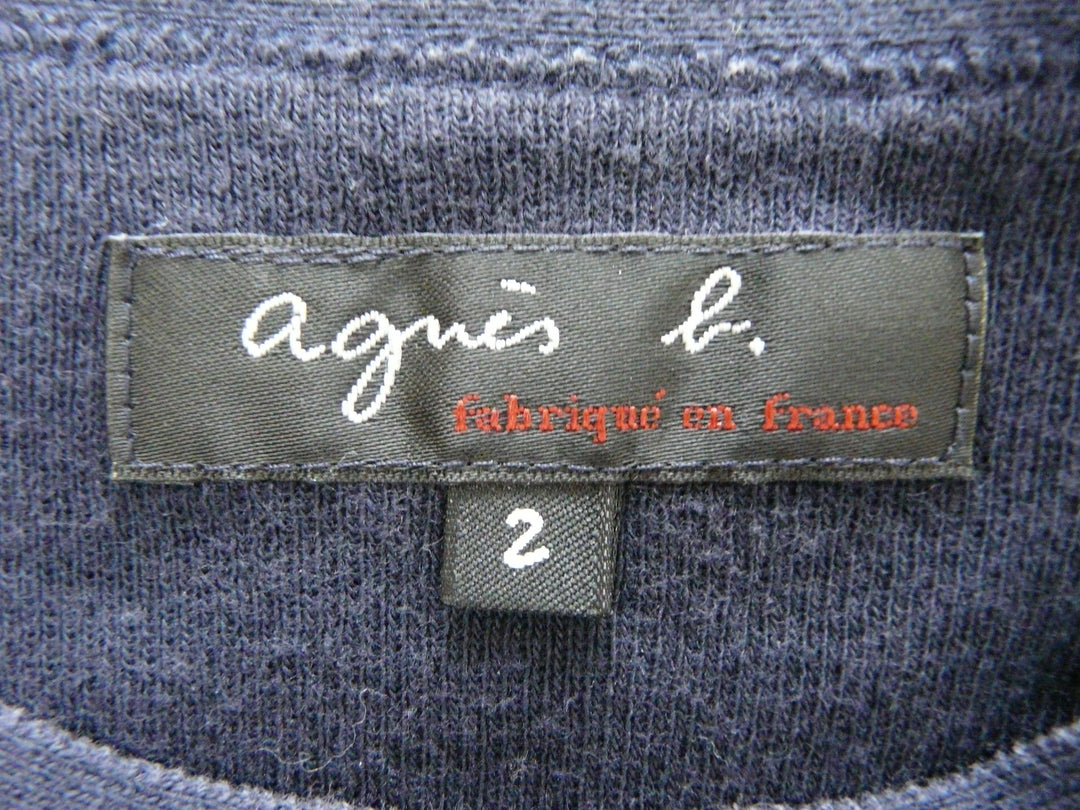 agnès b.
fabriqué en france
2